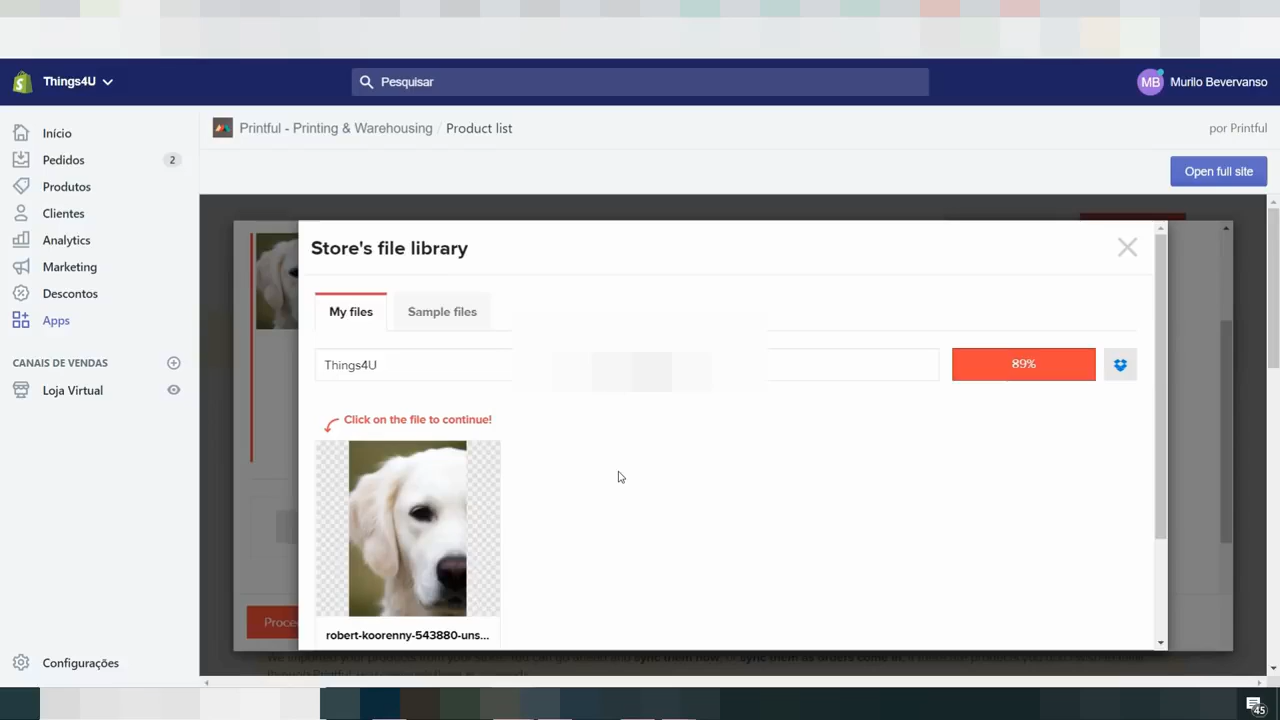 Things4U
Pesquisar
MB
Murilo Bevervanso
Início
Pedidos
2
Produtos
Clientes
Analytics
Marketing
Descontos
Apps
CANAIS DE VENDAS
Loja Virtual
Configurações
Printful - Printing & Warehousing / Product list
por Printful
Open full site
Store's file library
My files
Sample files
Things4U
89%
Click on the file to continue!
robert-koorenny-543880-uns...
Proce
45